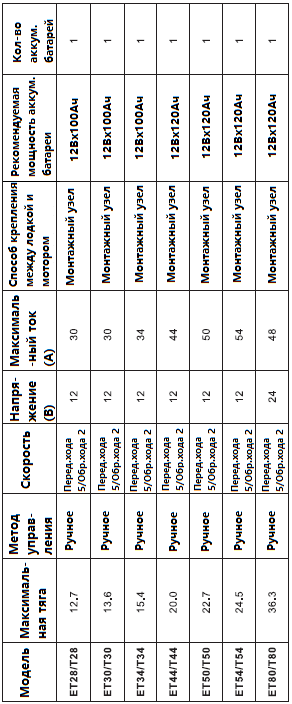 Модель
Максималь-
ная тяга
Метод
управ-
ления
Скорость
Напря-
жение
(В)
Максималь
-ный ток
(А)
Способ крепления
между лодкой и
мотором
Рекомендуемая
мощность аккум.
батареи
Кол-во
аккум.
батарей
ET28/T28
12.7
Ручное
Перед.хода
5/Обр.хода 2
12
30
Монтажный узел
12Вх100Ач
1
ET30/T30
13.6
Ручное
Перед.хода
5/Обр.хода 2
12
30
Монтажный узел
12Вх100Ач
1
ET34/T34
15.4
Ручное
Перед.хода
5/Обр.хода 2
12
34
Монтажный узел
12Вх100Ач
1
ET44/T44
20.0
Ручное
Перед.хода
5/Обр.хода 2
12
44
Монтажный узел
12Вх120Ач
1
ET50/T50
22.7
Ручное
Перед.хода
5/Обр.хода 2
12
50
Монтажный узел
12Вх120Ач
1
ET54/T54
24.5
Ручное
Перед.хода
5/Обр.хода 2
12
54
Монтажный узел
12Вх120Ач
1
ET80/T80
36.3
Ручное
Перед.хода
5/Обр.хода 2
24
48
Монтажный узел
12Вх120Ач
1